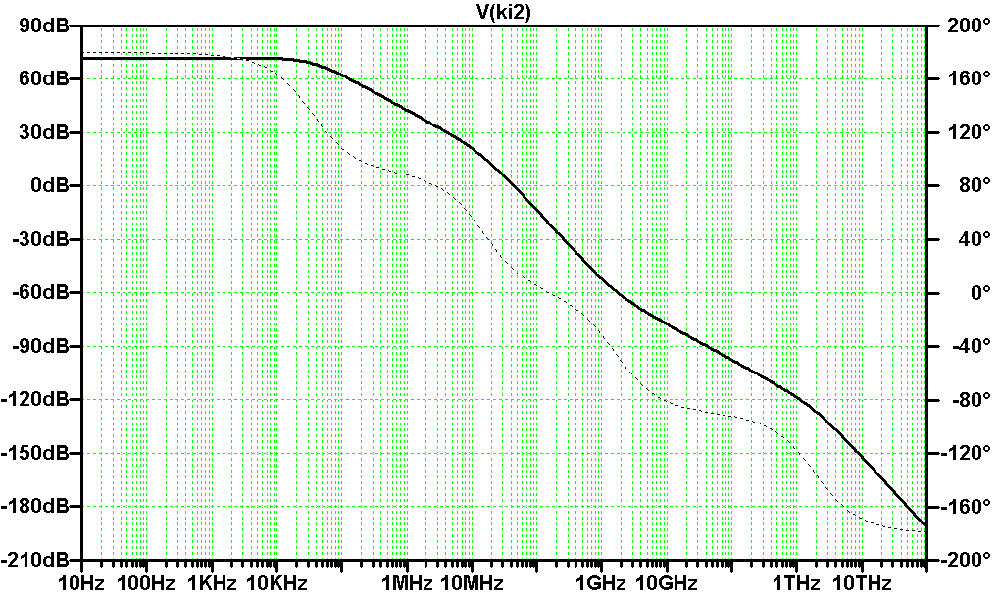 V(ki2)
90dB 200°
60dB 160°
30dB 120°
0dB 80°
-30dB 40°
-60dB 0°
-90dB -40°
-120dB -80°
-150dB -120°
-180dB -160°
-210dB -200°
10Hz 100Hz 1KHz 10KHz 1MHz 10MHz 1GHz 10GHz 1THz 10THz